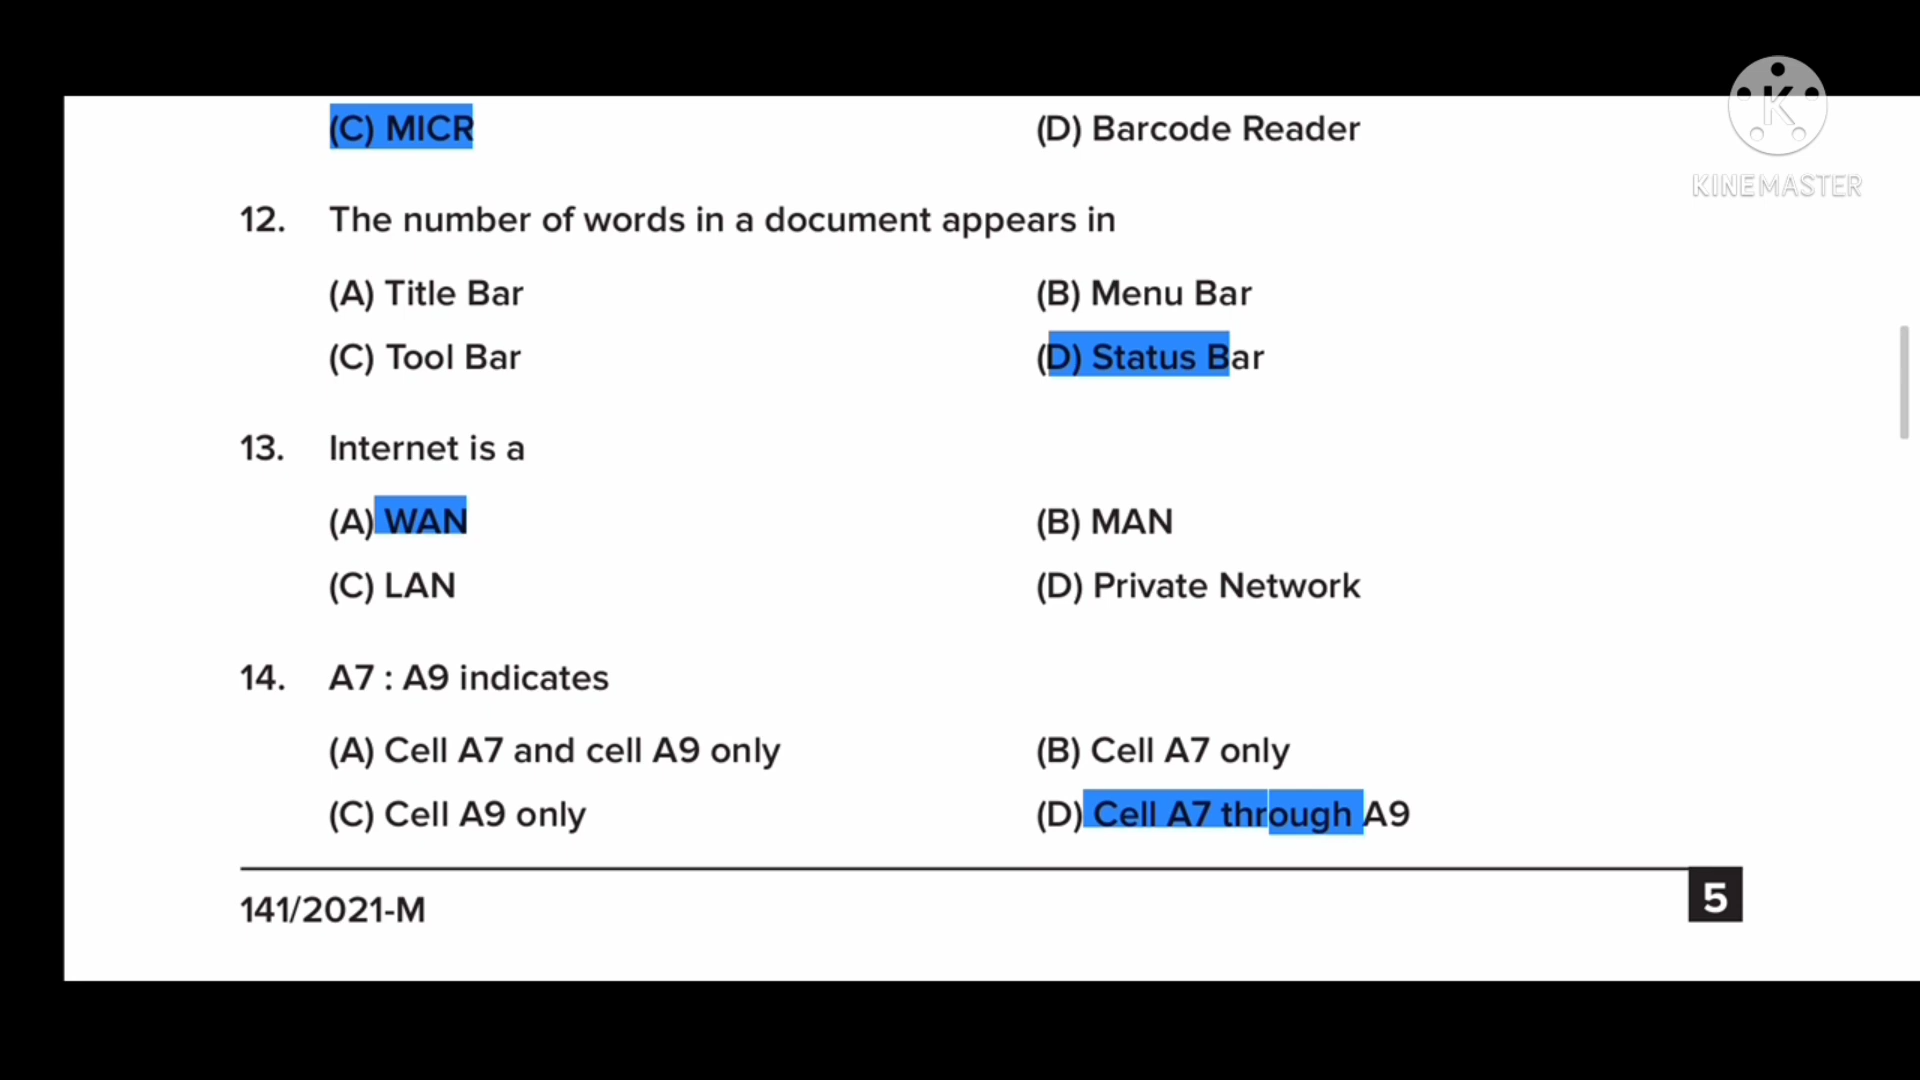 (C) MICR (D) Barcode Reader
K
KINEMASTER
12. The number of words in a document appears in
(A) Title Bar (B) Menu Bar
(C) Tool Bar (D) Status Bar
13. Internet is a
(A) WAN (B) MAN
(C) LAN (D) Private Network
14. A7 : A9 indicates
(A) Cell A7 and cell A9 only (B) Cell A7 only
(C) Cell A9 only (D) Cell A7 through A9
141/2021-M 5